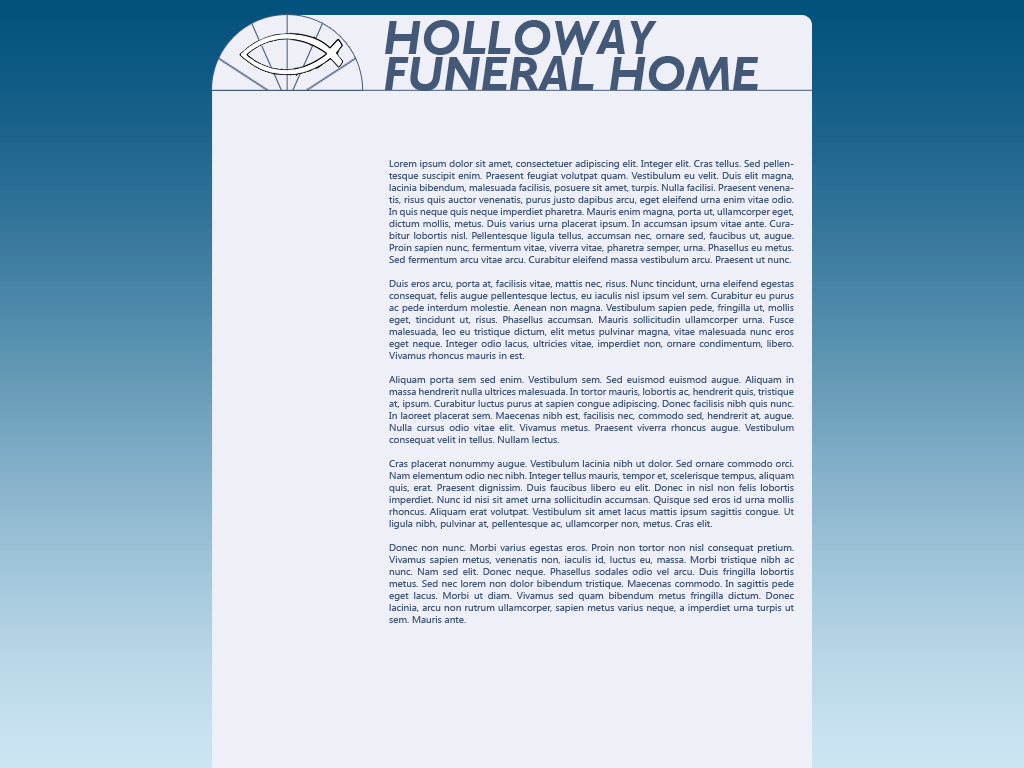 HOLLOWAY
FUNERAL HOME
Lorem ipsum dolor sit amet, consectetuer adipiscing elit. Integer elit. Cras tellus. Sed pellen-
tesque suscipit enim. Praesent feugiat volutpat quam. Vestibulum eu velit. Duis elit magna,
lacinia bibendum, malesuada facilisis, posuere sit amet, turpis. Nulla facilisi. Praesent venena-
tis, risus quis auctor venenatis, purus justo dapibus arcu, eget eleifend urna enim vitae odio.
In quis neque quis neque imperdiet pharetra. Mauris enim magna, porta ut, ullamcorper eget,
dictum mollis, metus. Duis varius urna placerat ipsum. In accumsan ipsum vitae ante. Cura-
bitur lobortis nisl. Pellentesque ligula tellus, accumsan nec, ornare sed, faucibus ut, augue.
Proin sapien nunc, fermentum vitae, viverra vitae, pharetra semper, urna. Phasellus eu metus.
Sed fermentum arcu vitae arcu. Curabitur eleifend massa vestibulum arcu. Praesent ut nunc.
Duis eros arcu, porta at, facilisis vitae, mattis nec, risus. Nunc tincidunt, urna eleifend egestas
consequat, felis augue pellentesque lectus, eu iaculis nisl ipsum vel sem. Curabitur eu purus
ac pede interdum molestie. Aenean non magna. Vestibulum sapien pede, fringilla ut, mollis
eget, tincidunt ut, risus. Phasellus accumsan. Mauris sollicitudin ullamcorper urna. Fusce
malesuada, leo eu tristique dictum, elit metus pulvinar magna, vitae malesuada nunc eros
eget neque. Integer odio lacus, ultricies vitae, imperdiet non, ornare condimentum, libero.
Vivamus rhoncus mauris in est.
Aliquam porta sem sed enim. Vestibulum sem. Sed euismod euismod augue. Aliquam in
massa hendrerit nulla ultrices malesuada. In tortor mauris, lobortis ac, hendrerit quis, tristique
at, ipsum. Curabitur luctus purus at sapien congue adipiscing. Donec facilisis nibh quis nunc.
In laoreet placerat sem. Maecenas nibh est, facilisis nec, commodo sed, hendrerit at, augue.
Nulla cursus odio vitae elit. Vivamus metus. Praesent viverra rhoncus augue. Vestibulum
consequat velit in tellus. Nullam lectus.
Cras placerat nonummy augue. Vestibulum lacinia nibh ut dolor. Sed ornare commodo orci.
Nam elementum odio nec nibh. Integer tellus mauris, tempor et, scelerisque tempus, aliquam
quis, erat. Praesent dignissim. Duis faucibus libero eu elit. Donec in nisl non felis lobortis
imperdiet. Nunc id nisi sit amet urna sollicitudin accumsan. Quisque sed eros id urna mollis
rhoncus. Aliquam erat volutpat. Vestibulum sit amet lacus mattis ipsum sagittis congue. Ut
ligula nibh, pulvinar at, pellentesque ac, ullamcorper non, metus. Cras elit.
Donec non nunc. Morbi varius egestas eros. Proin non tortor non nisl consequat pretium.
Vivamus sapien metus, venenatis non, iaculis id, luctus eu, massa. Morbi tristique nibh ac
nunc. Nam sed elit. Donec neque. Phasellus sodales odio vel arcu. Duis fringilla lobortis
metus. Sed nec lorem non dolor bibendum tristique. Maecenas commodo. In sagittis pede
eget lacus. Morbi ut diam. Vivamus sed quam bibendum metus fringilla dictum. Donec
lacinia, arcu non rutrum ullamcorper, sapien metus varius neque, a imperdiet urna turpis ut
sem. Mauris ante.